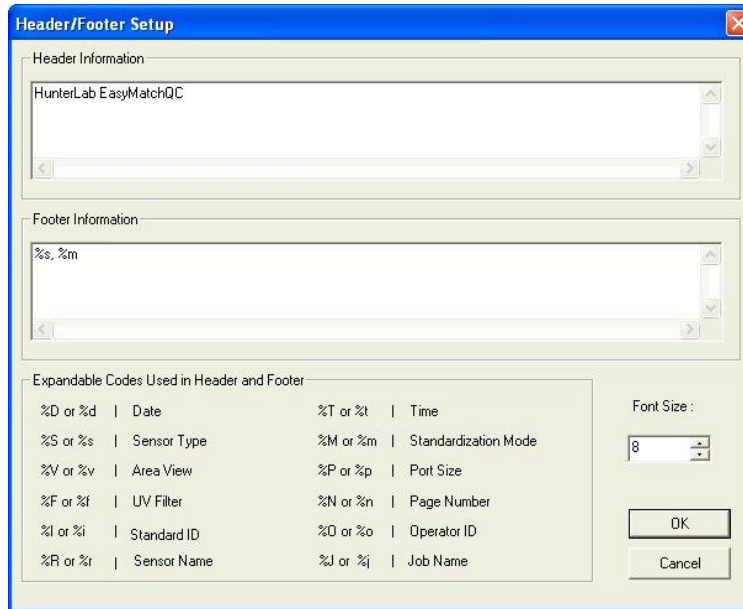 Header/Footer Setup
Header Information
HunterLab EasyMatchQC
Footer Information
%s, %m
Expandable Codes Used in Header and Footer
%D or %d | Date %T or %t | Time
%S or %s | Sensor Type %M or %m | Standardization Mode
%V or %v | Area View %P or %p | Port Size
%F or %f | UV Filter %N or %n | Page Number
%I or %i | Standard ID %O or %o | Operator ID
%R or %r | Sensor Name %J or %j | Job Name
Font Size :
8
OK
Cancel